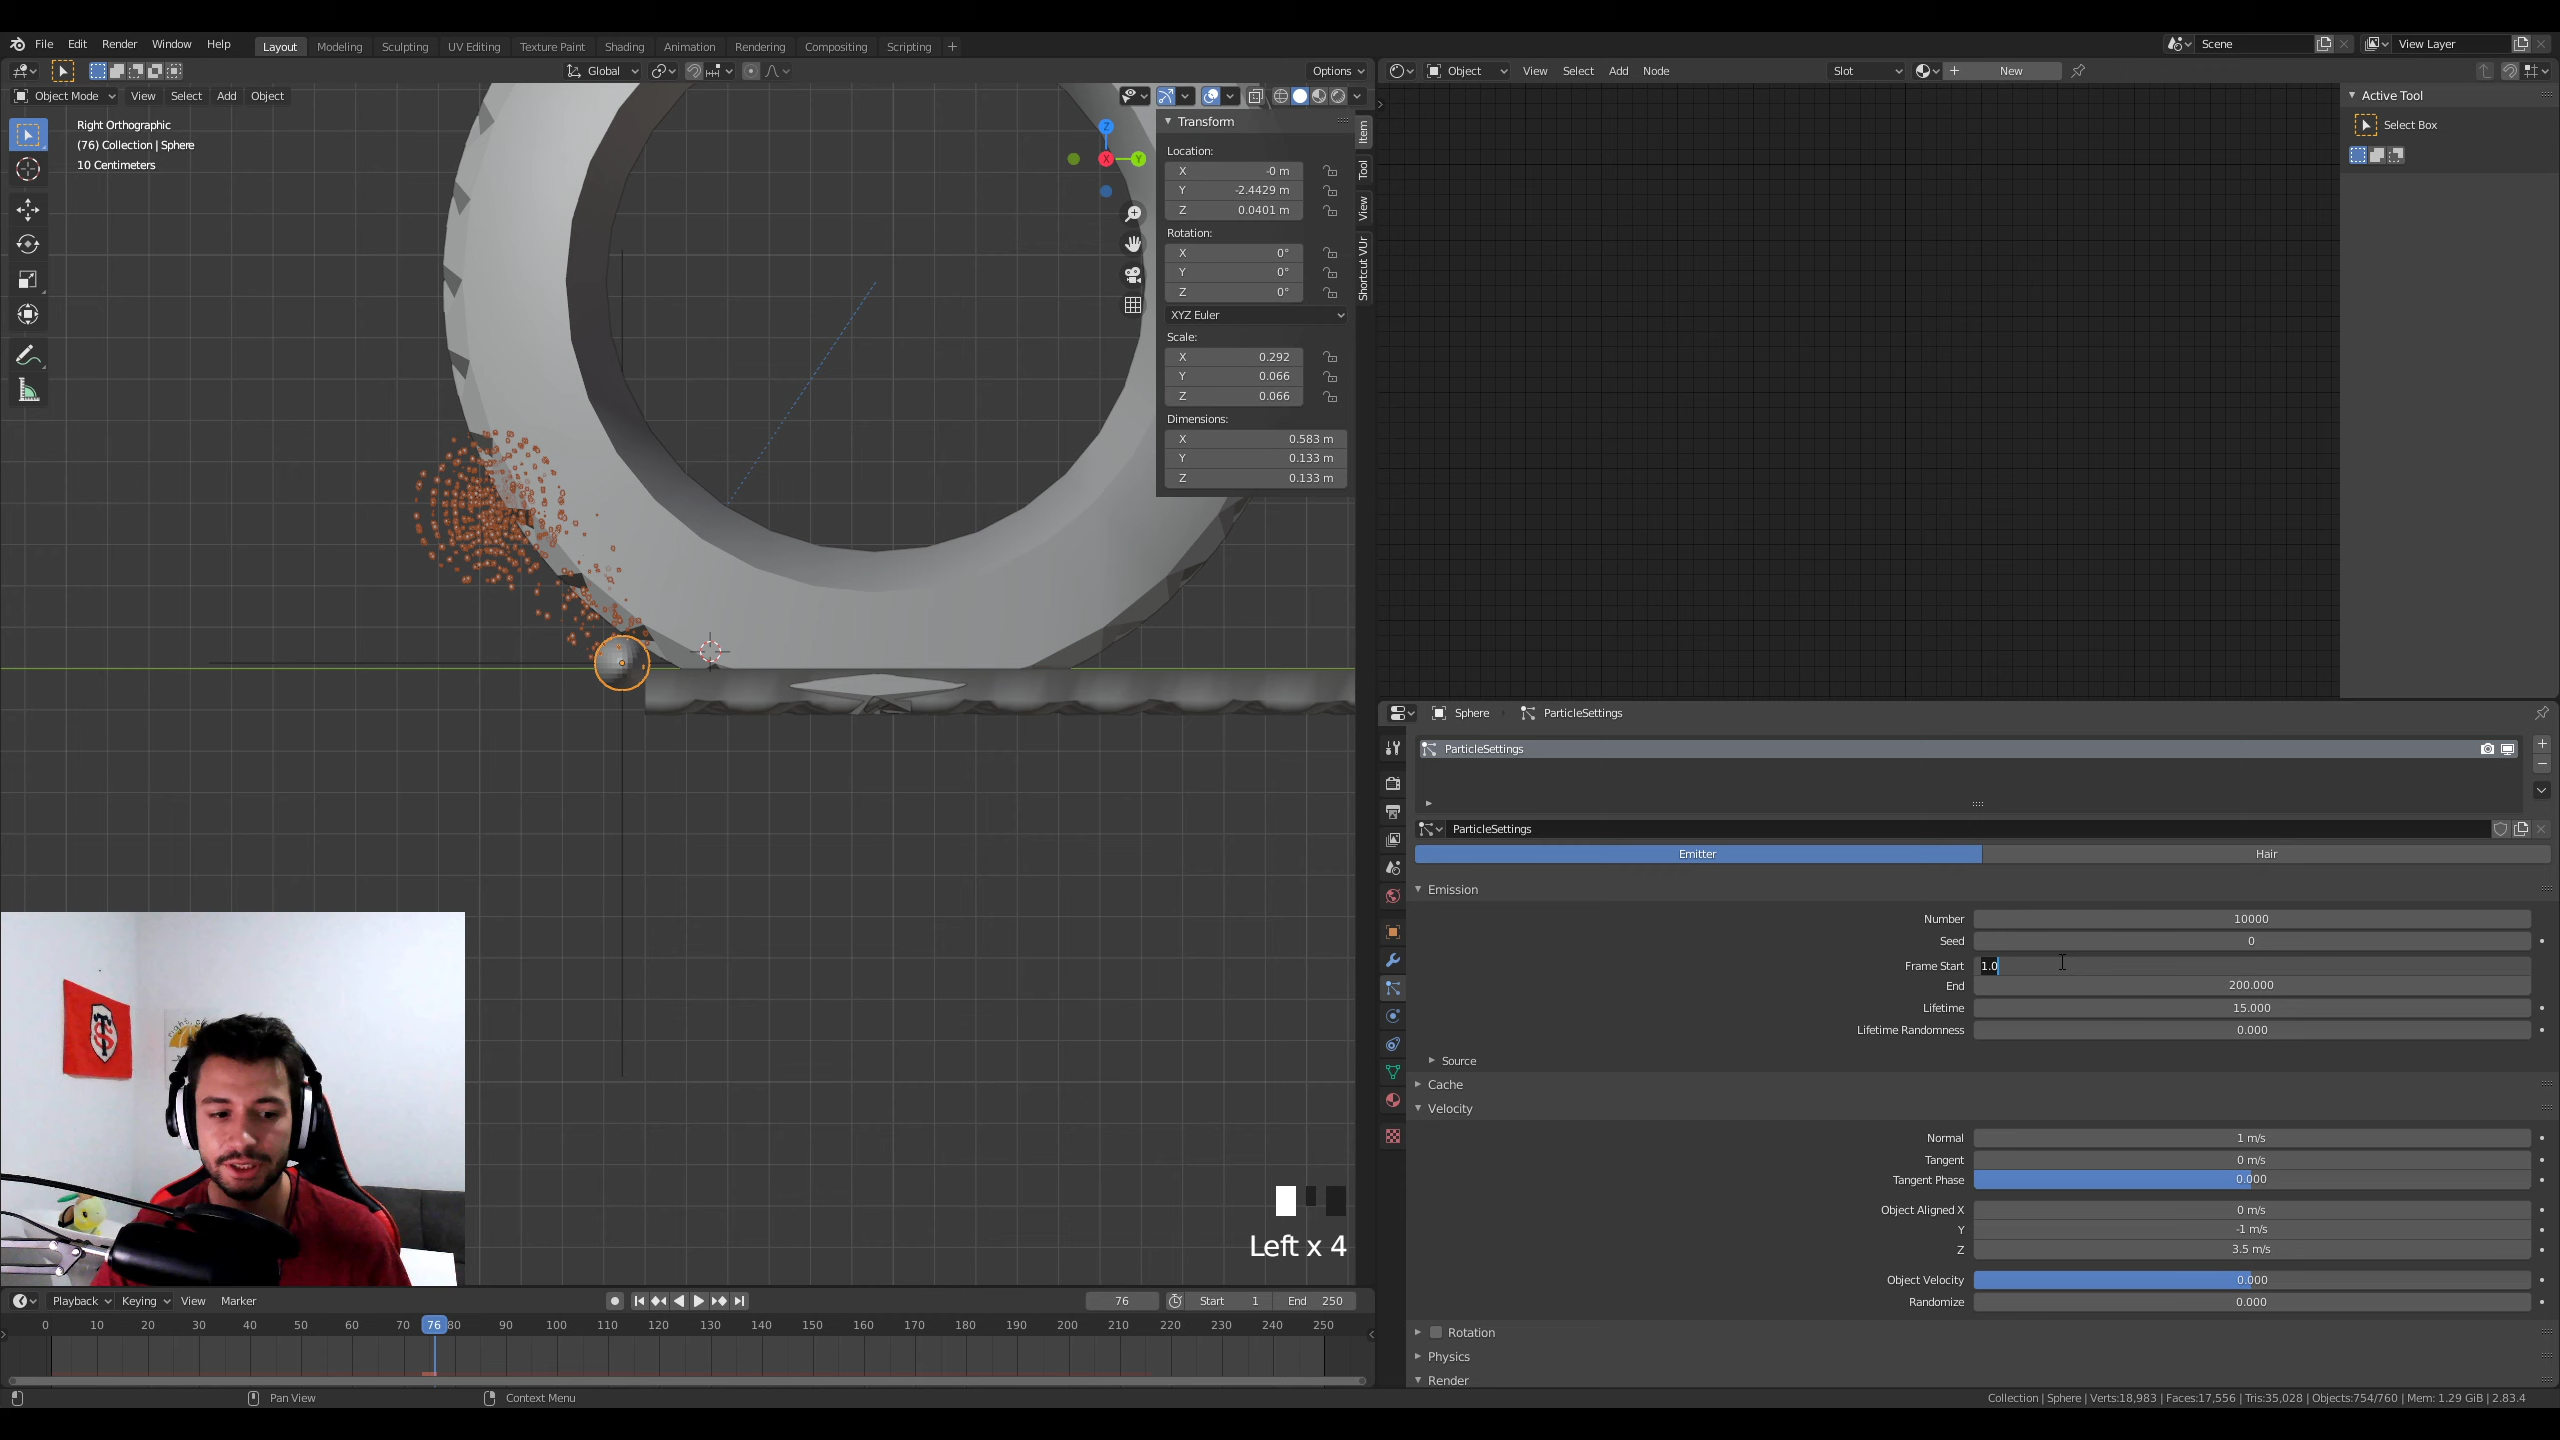 File Edit Render Window Help Layout Modeling Sculpting UV Editing Texture Paint Shading Animation Rendering Compositing Scripting + Scene View Layer
Global Options Object View Select Add Node Slot New
Object Mode View Select Add Object Active Tool
Select Box
Right Orthographic
(76) Collection | Sphere
10 Centimeters
Z
X
Y
Transform
Location:
X -0 m
Y -2.4429 m
Z 0.0401 m
Rotation:
X 0°
Y 0°
Z 0°
XYZ Euler
Scale:
X 0.292
Y 0.066
Z 0.066
Dimensions:
X 0.583 m
Y 0.133 m
Z 0.133 m
Item
Tool
View
Shortcut VUr
Sphere ParticleSettings
ParticleSettings
ParticleSettings
Emitter Hair
Emission
Number 10000
Seed 0
Frame Start 1.0
End 200.000
Lifetime 15.000
Lifetime Randomness 0.000
Source
Cache
Velocity
Normal 1 m/s
Tangent 0 m/s
Tangent Phase 0.000
Object Aligned X 0 m/s
Y -1 m/s
Z 3.5 m/s
Object Velocity 0.000
Randomize 0.000
Rotation
Physics
Render
Left x 4
Playback Keying View Marker 76 Start 1 End 250
0 10 20 30 40 50 60 70 76 80 90 100 110 120 130 140 150 160 170 180 190 200 210 220 230 240 250
Pan View Context Menu Collection | Sphere | Verts:18,983 | Faces:17,556 | Tris:35,028 | Objects:754/760 | Mem: 1.29 GiB | 2.83.4